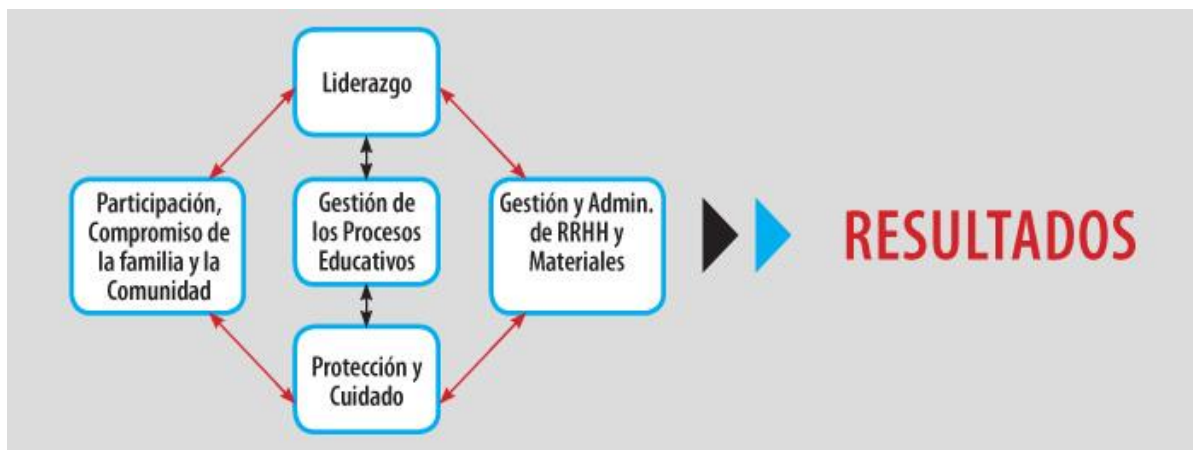 Liderazgo
Participación,
Compromiso de
la familia y la
Comunidad
Gestión de
los Procesos
Educativos
Gestión y Admin.
de RRHH y
Materiales
RESULTADOS
Protección y
Cuidado